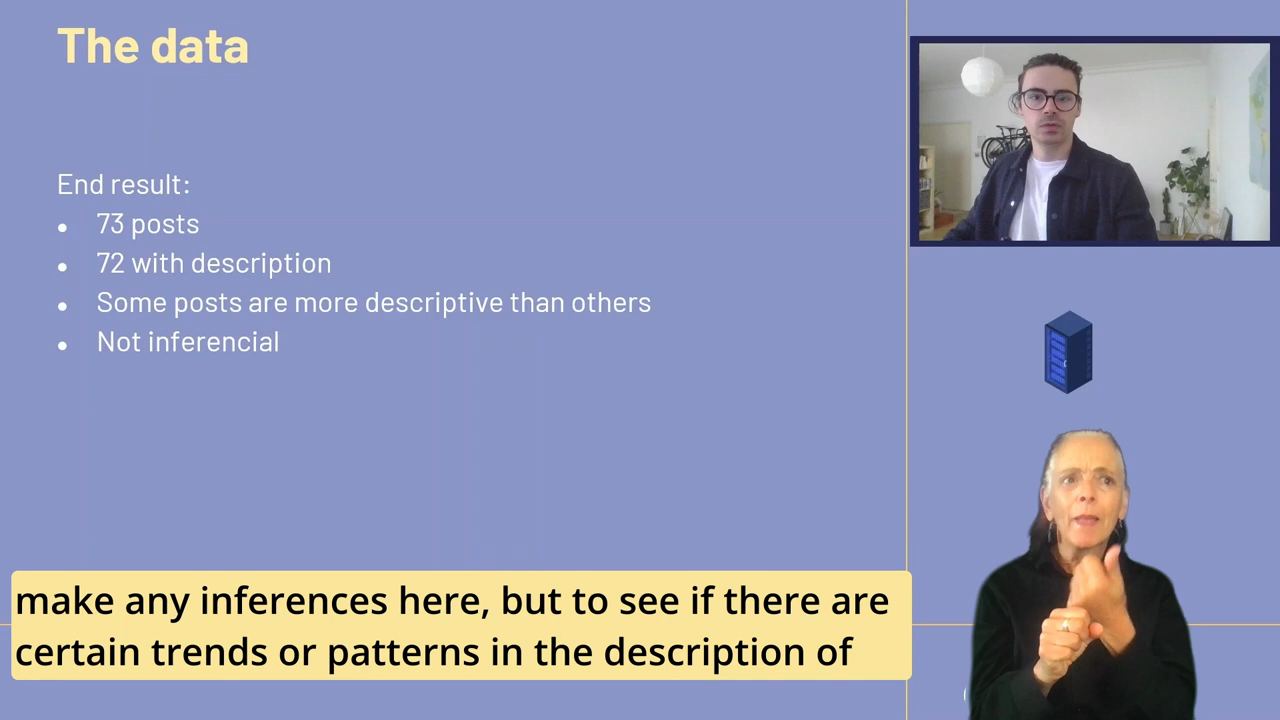 The data
End result:
• 73 posts
• 72 with description
• Some posts are more descriptive than others
• Not inferencial
make any inferences here, but to see if there are
certain trends or patterns in the description of